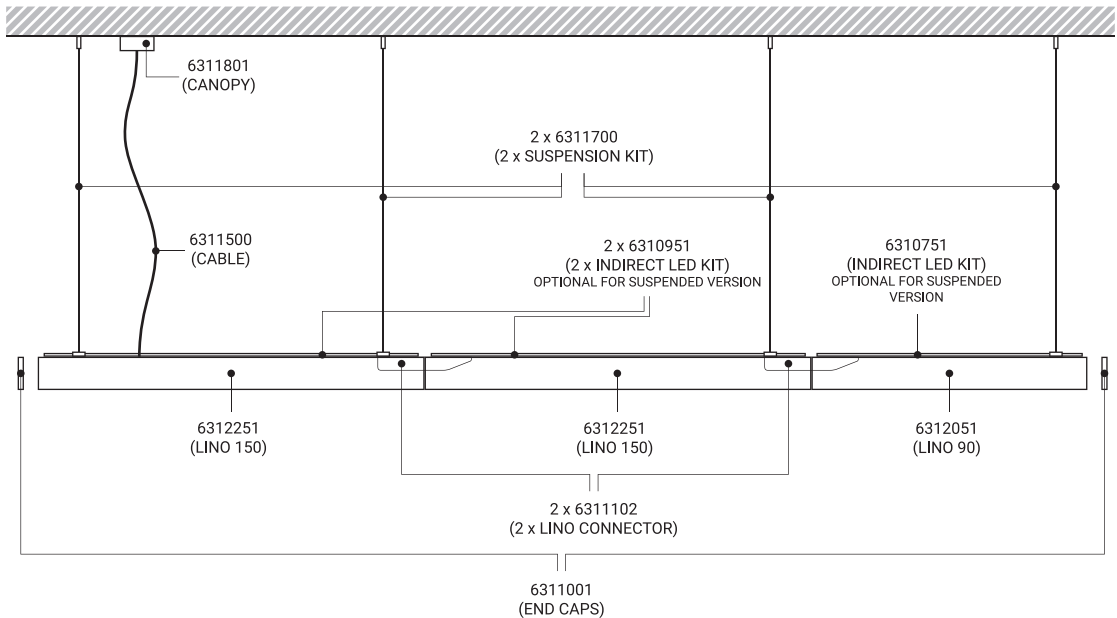 6311801
(CANOPY)
2 x 6311700
(2 x SUSPENSION KIT)
6311500
(CABLE)
2 x 6310951
(2 x INDIRECT LED KIT)
OPTIONAL FOR SUSPENDED VERSION
6310751
(INDIRECT LED KIT)
OPTIONAL FOR SUSPENDED
VERSION
6312251
(LINO 150)
6312251
(LINO 150)
6312051
(LINO 90)
2 x 6311102
(2 x LINO CONNECTOR)
6311001
(END CAPS)